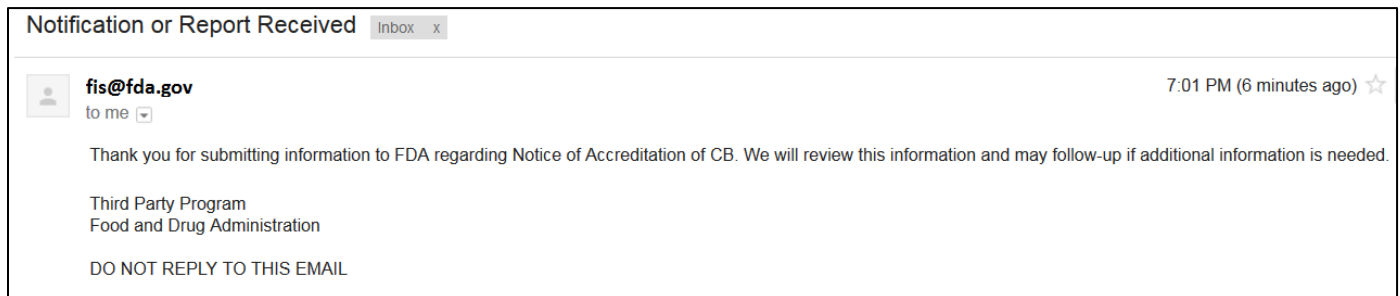 Notification or Report Received Inbox x
fis@fda.gov 7:01 PM (6 minutes ago)
to me
Thank you for submitting information to FDA regarding Notice of Accreditation of CB. We will review this information and may follow-up if additional information is needed.
Third Party Program
Food and Drug Administration
DO NOT REPLY TO THIS EMAIL